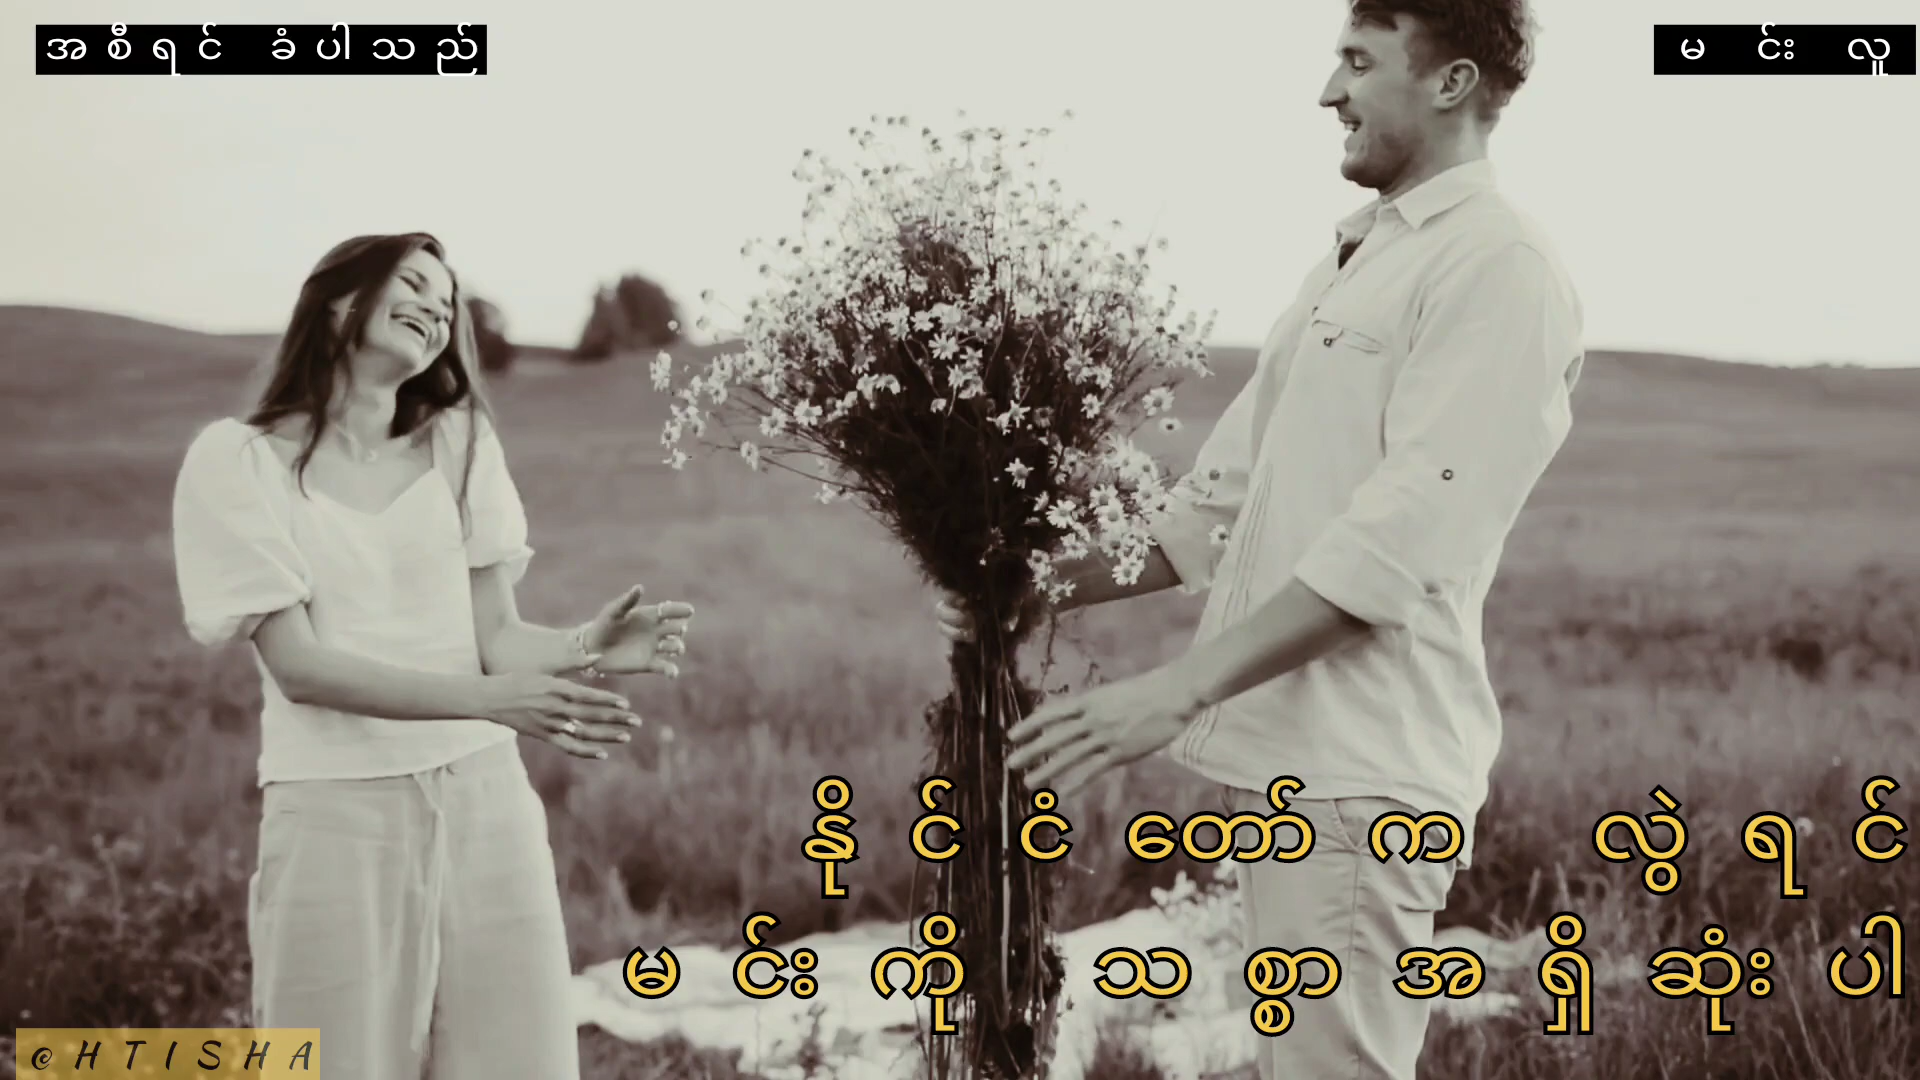 အစီရင် ခံပါသည်
မင်းလူ
နိုင်ငံတော်က လွဲရင်
မင်းကို သစ္စာအရှိဆုံးပါ
@HTISHA